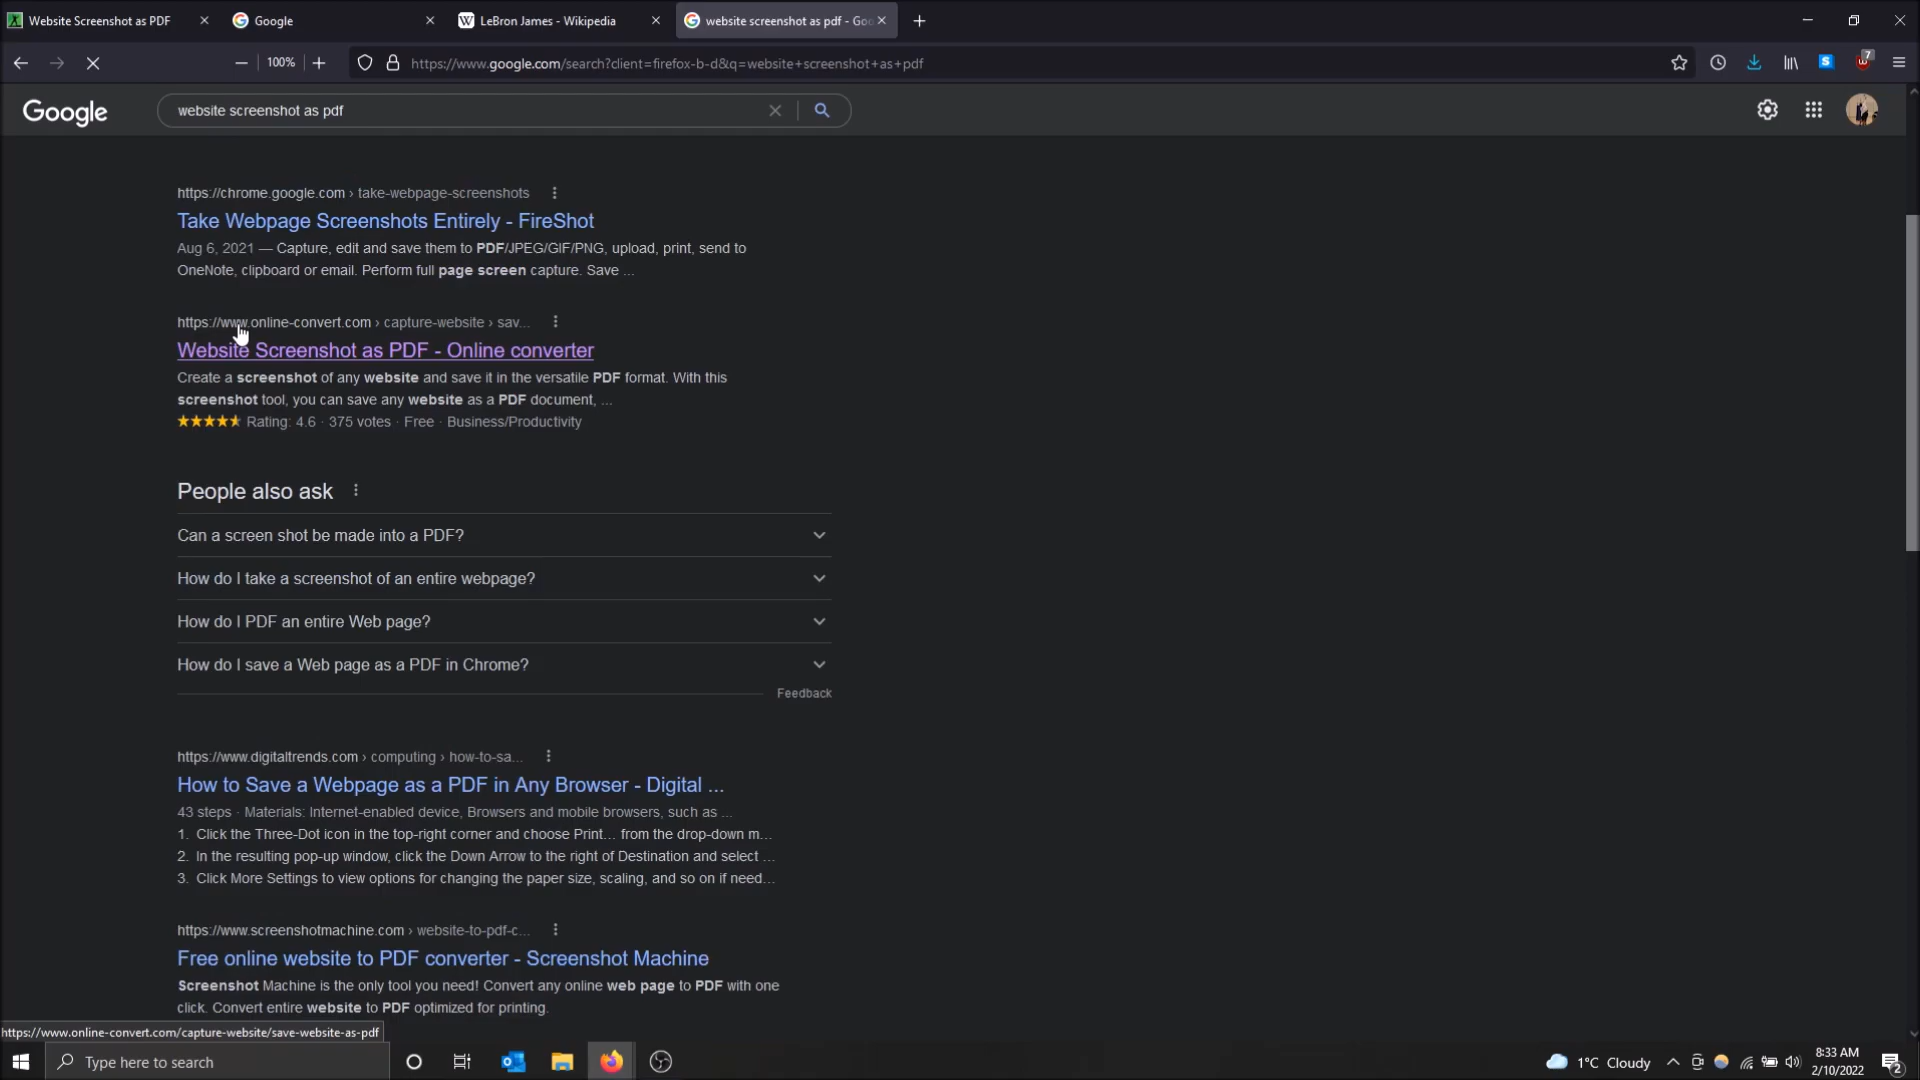 Website Screenshot as PDF
Google
LeBron James - Wikipedia
website screenshot as pdf - Goo
100%
https://www.google.com/search?client=firefox-b-d&q=website+screenshot+as+pdf
7
Google
website screenshot as pdf
https://chrome.google.com › take-webpage-screenshots
Take Webpage Screenshots Entirely - FireShot
Aug 6, 2021 — Capture, edit and save them to PDF/JPEG/GIF/PNG, upload, print, send to
OneNote, clipboard or email. Perform full page screen capture. Save ...
https://www.online-convert.com › capture-website › sav...
Website Screenshot as PDF - Online converter
Create a screenshot of any website and save it in the versatile PDF format. With this
screenshot tool, you can save any website as a PDF document, ...
Rating: 4.6 · 375 votes · Free · Business/Productivity
People also ask
Can a screen shot be made into a PDF?
How do I take a screenshot of an entire webpage?
How do I PDF an entire Web page?
How do I save a Web page as a PDF in Chrome?
Feedback
https://www.digitaltrends.com › computing › how-to-sa...
How to Save a Webpage as a PDF in Any Browser - Digital ...
43 steps · Materials: Internet-enabled device, Browsers and mobile browsers, such as ...
1. Click the Three-Dot icon in the top-right corner and choose Print... from the drop-down m...
2. In the resulting pop-up window, click the Down Arrow to the right of Destination and select ...
3. Click More Settings to view options for changing the paper size, scaling, and so on if need...
https://www.screenshotmachine.com › website-to-pdf-c...
Free online website to PDF converter - Screenshot Machine
Screenshot Machine is the only tool you need! Convert any online web page to PDF with one
click. Convert entire website to PDF optimized for printing.
https://www.online-convert.com/capture-website/save-website-as-pdf
Type here to search
1°C Cloudy
8:33 AM
2/10/2022
2